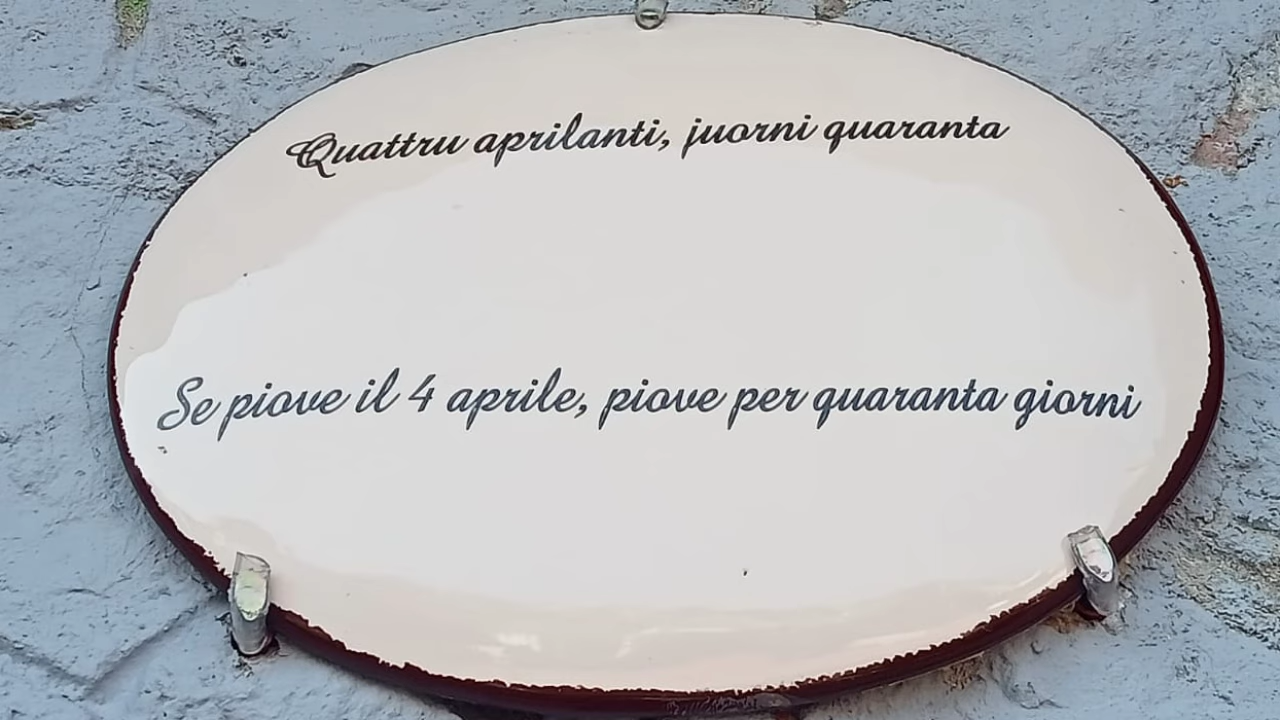 Quattru aprilanti, juorni quaranta
Se piove il 4 aprile, piove per quaranta giorni